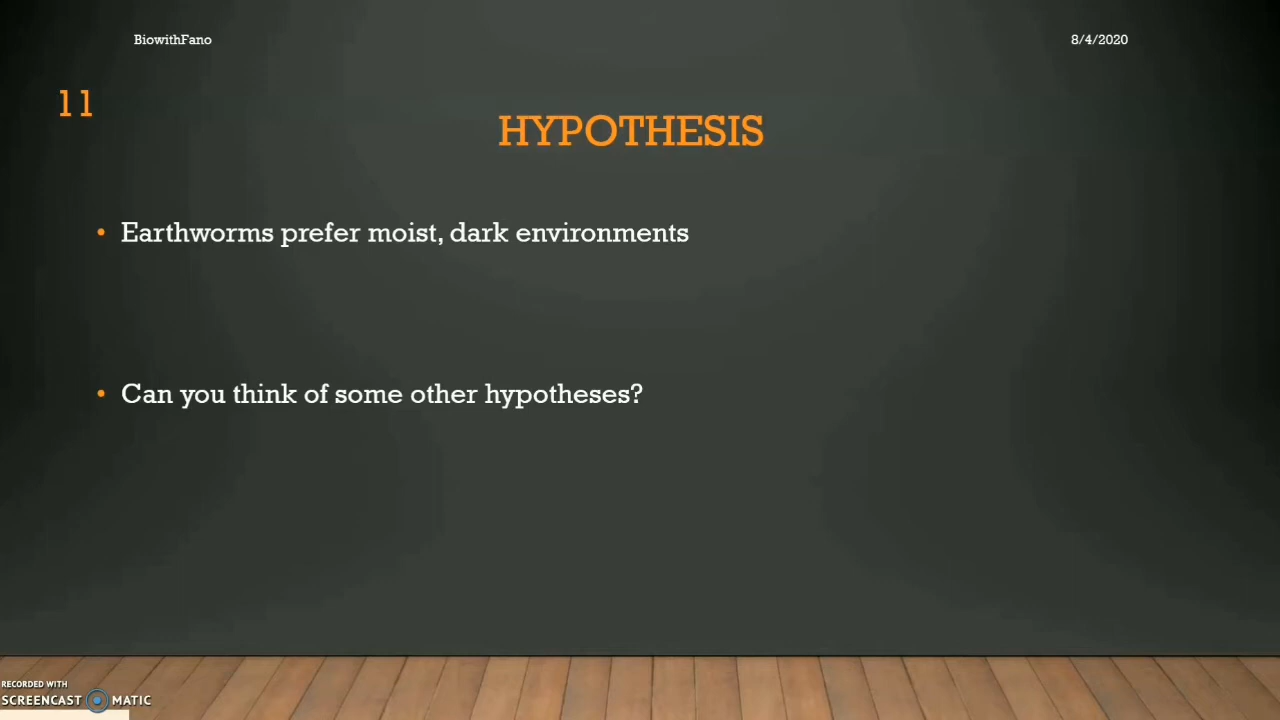 BiowithFano
8/4/2020
11
HYPOTHESIS
• Earthworms prefer moist, dark environments
• Can you think of some other hypotheses?
RECORDED WITH
SCREENCAST MATIC